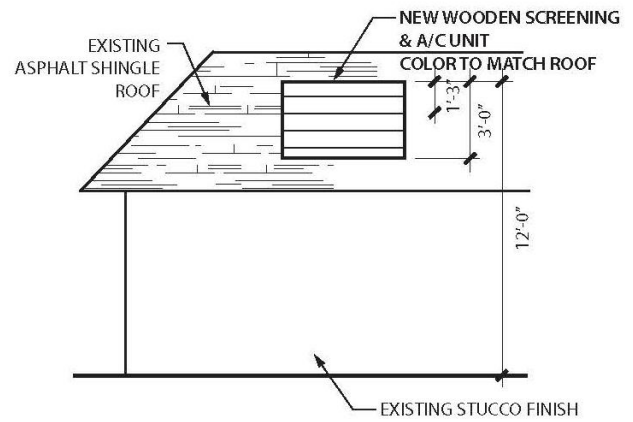 NEW WOODEN SCREENING
& A/C UNIT
COLOR TO MATCH ROOF
EXISTING
ASPHALT SHINGLE
ROOF
1'-3"
3'-0"
12'-0"
EXISTING STUCCO FINISH